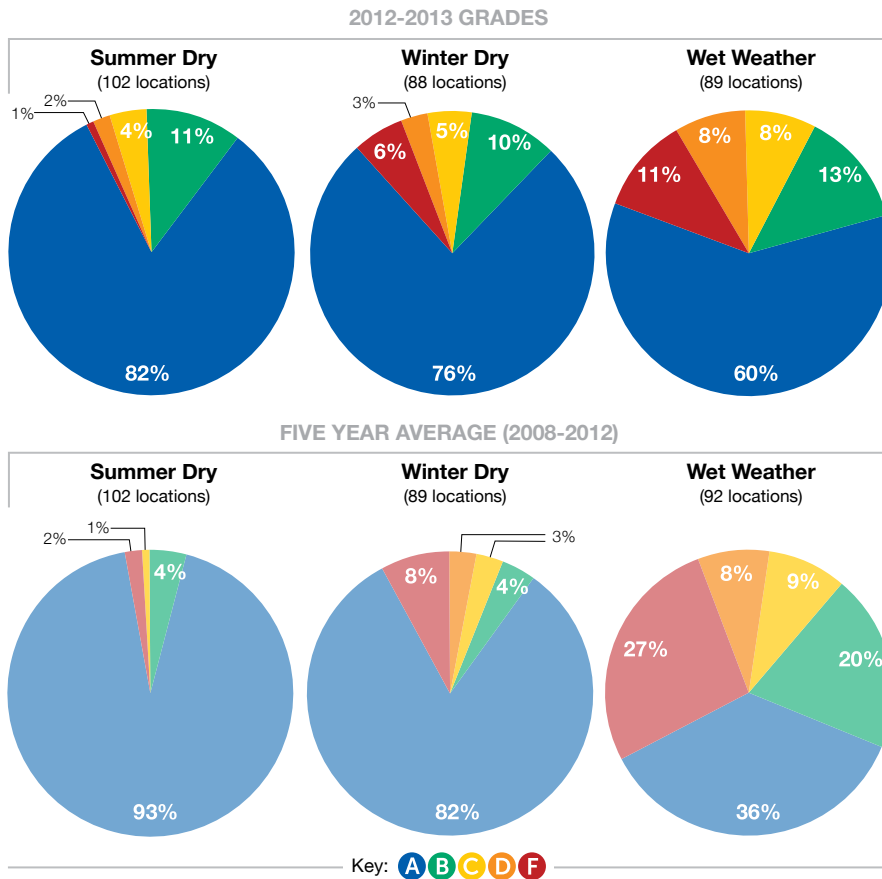 2012-2013 GRADES
Summer Dry Winter Dry Wet Weather
(102 locations) (88 locations) (89 locations)
1% 2% 4% 11%
82%
6% 3% 5% 10%
76%
11% 8% 8% 13%
60%
FIVE YEAR AVERAGE (2008-2012)
Summer Dry Winter Dry Wet Weather
(102 locations) (89 locations) (92 locations)
2% 1% 4%
93%
8% 3% 4%
82%
27% 8% 9% 20%
36%
Key: A B C D F